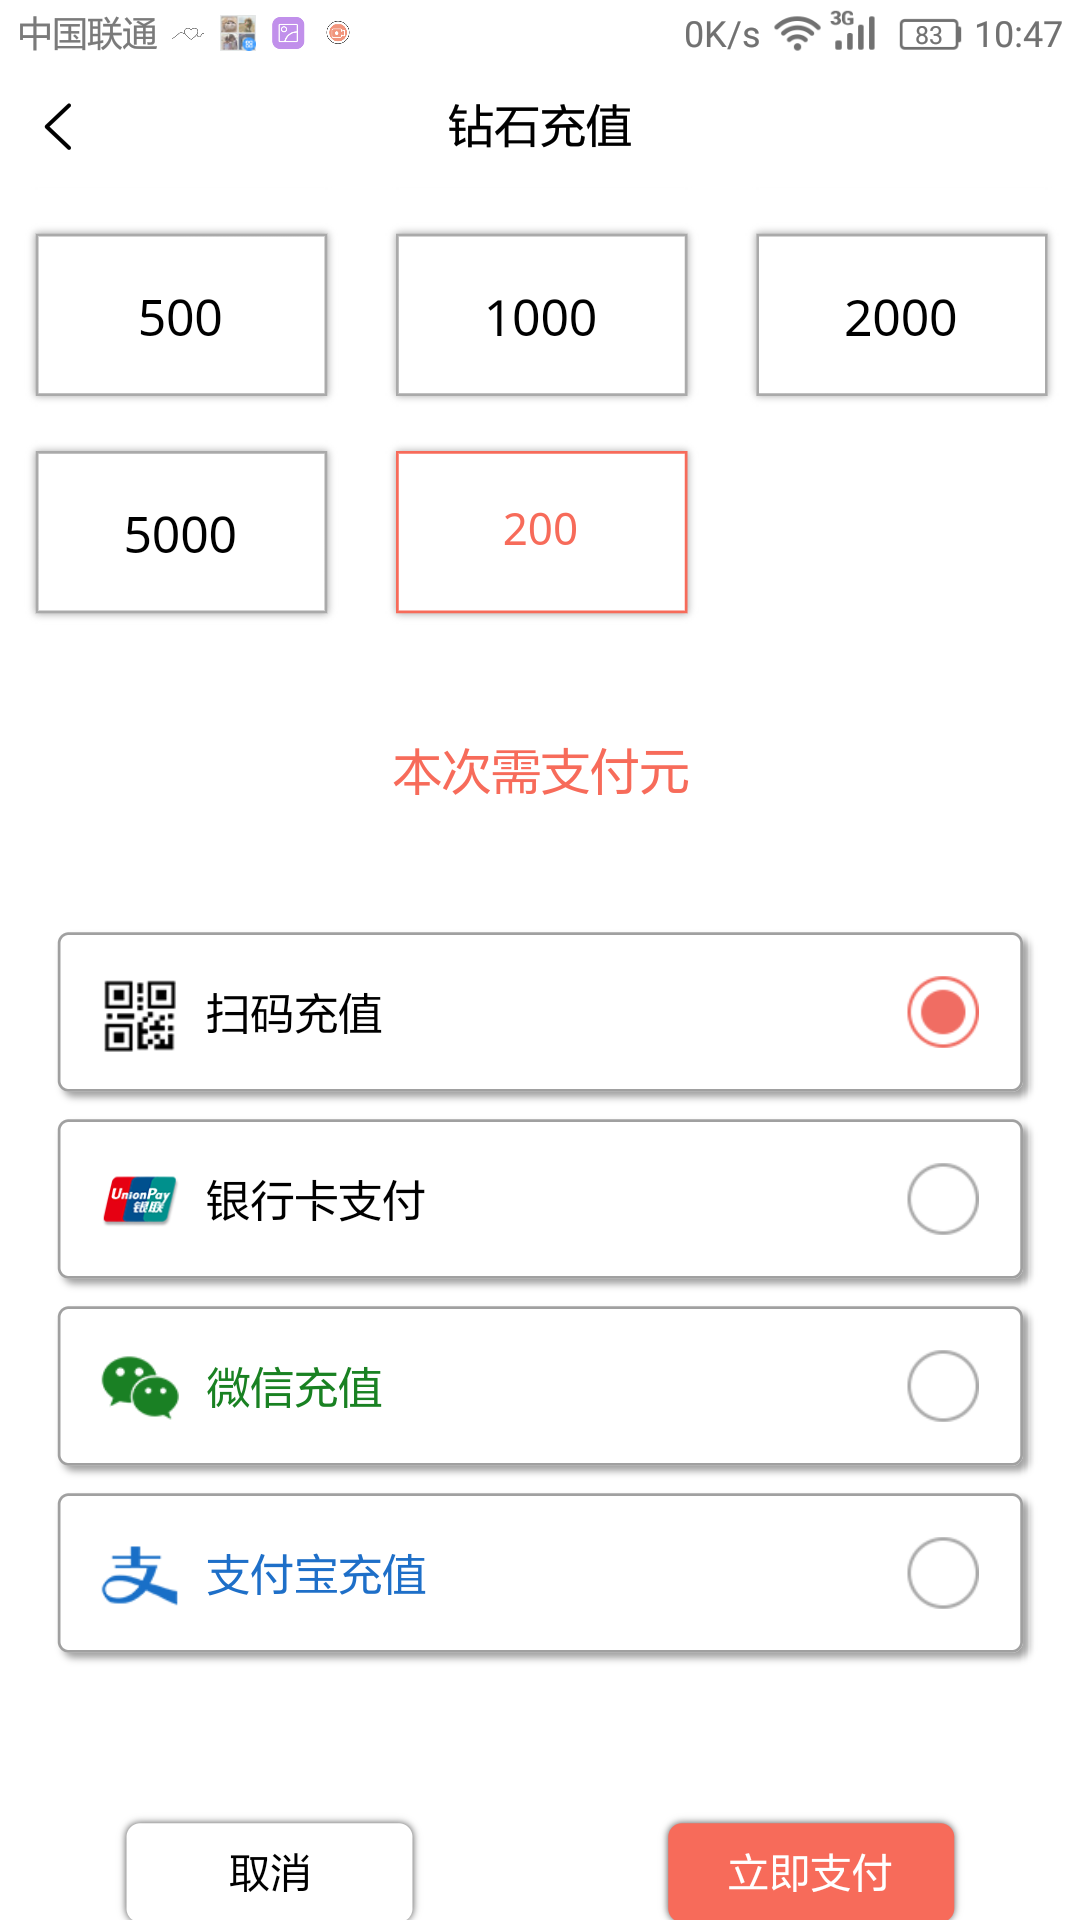 中国联通 0K/s 3G 83 10:47
钻石充值
500 1000 2000
5000 200
本次需支付元
扫码充值
UnionPay
银联
银行卡支付
微信充值
支付宝充值
取消 立即支付